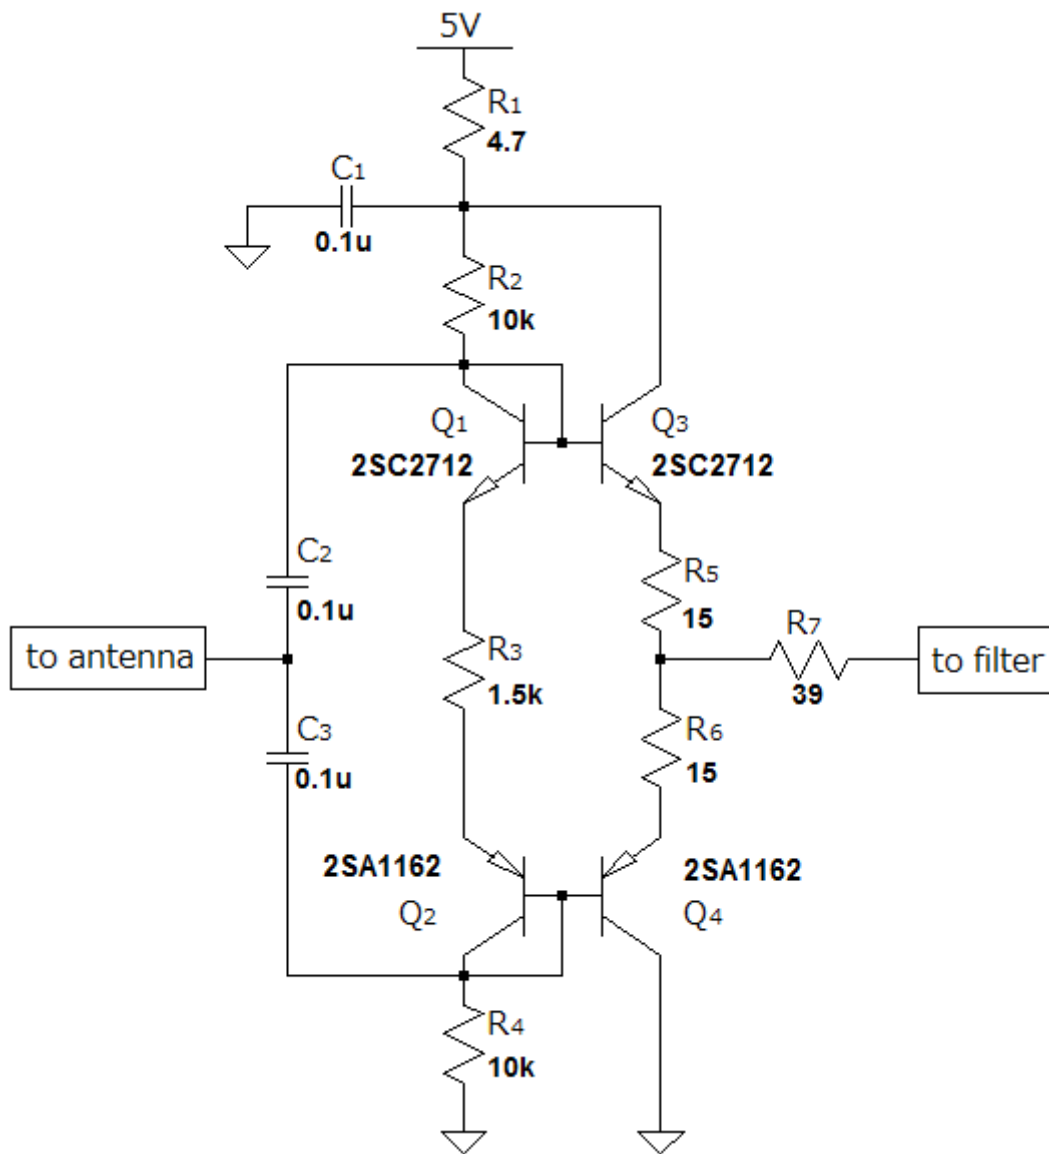 5V
R1
4.7
C1
0.1u
R2
10k
Q1
Q3
2SC2712
2SC2712
C2
0.1u
R5
15
R7
39
to antenna
to filter
R3
1.5k
C3
0.1u
R6
15
2SA1162
2SA1162
Q2
Q4
R4
10k